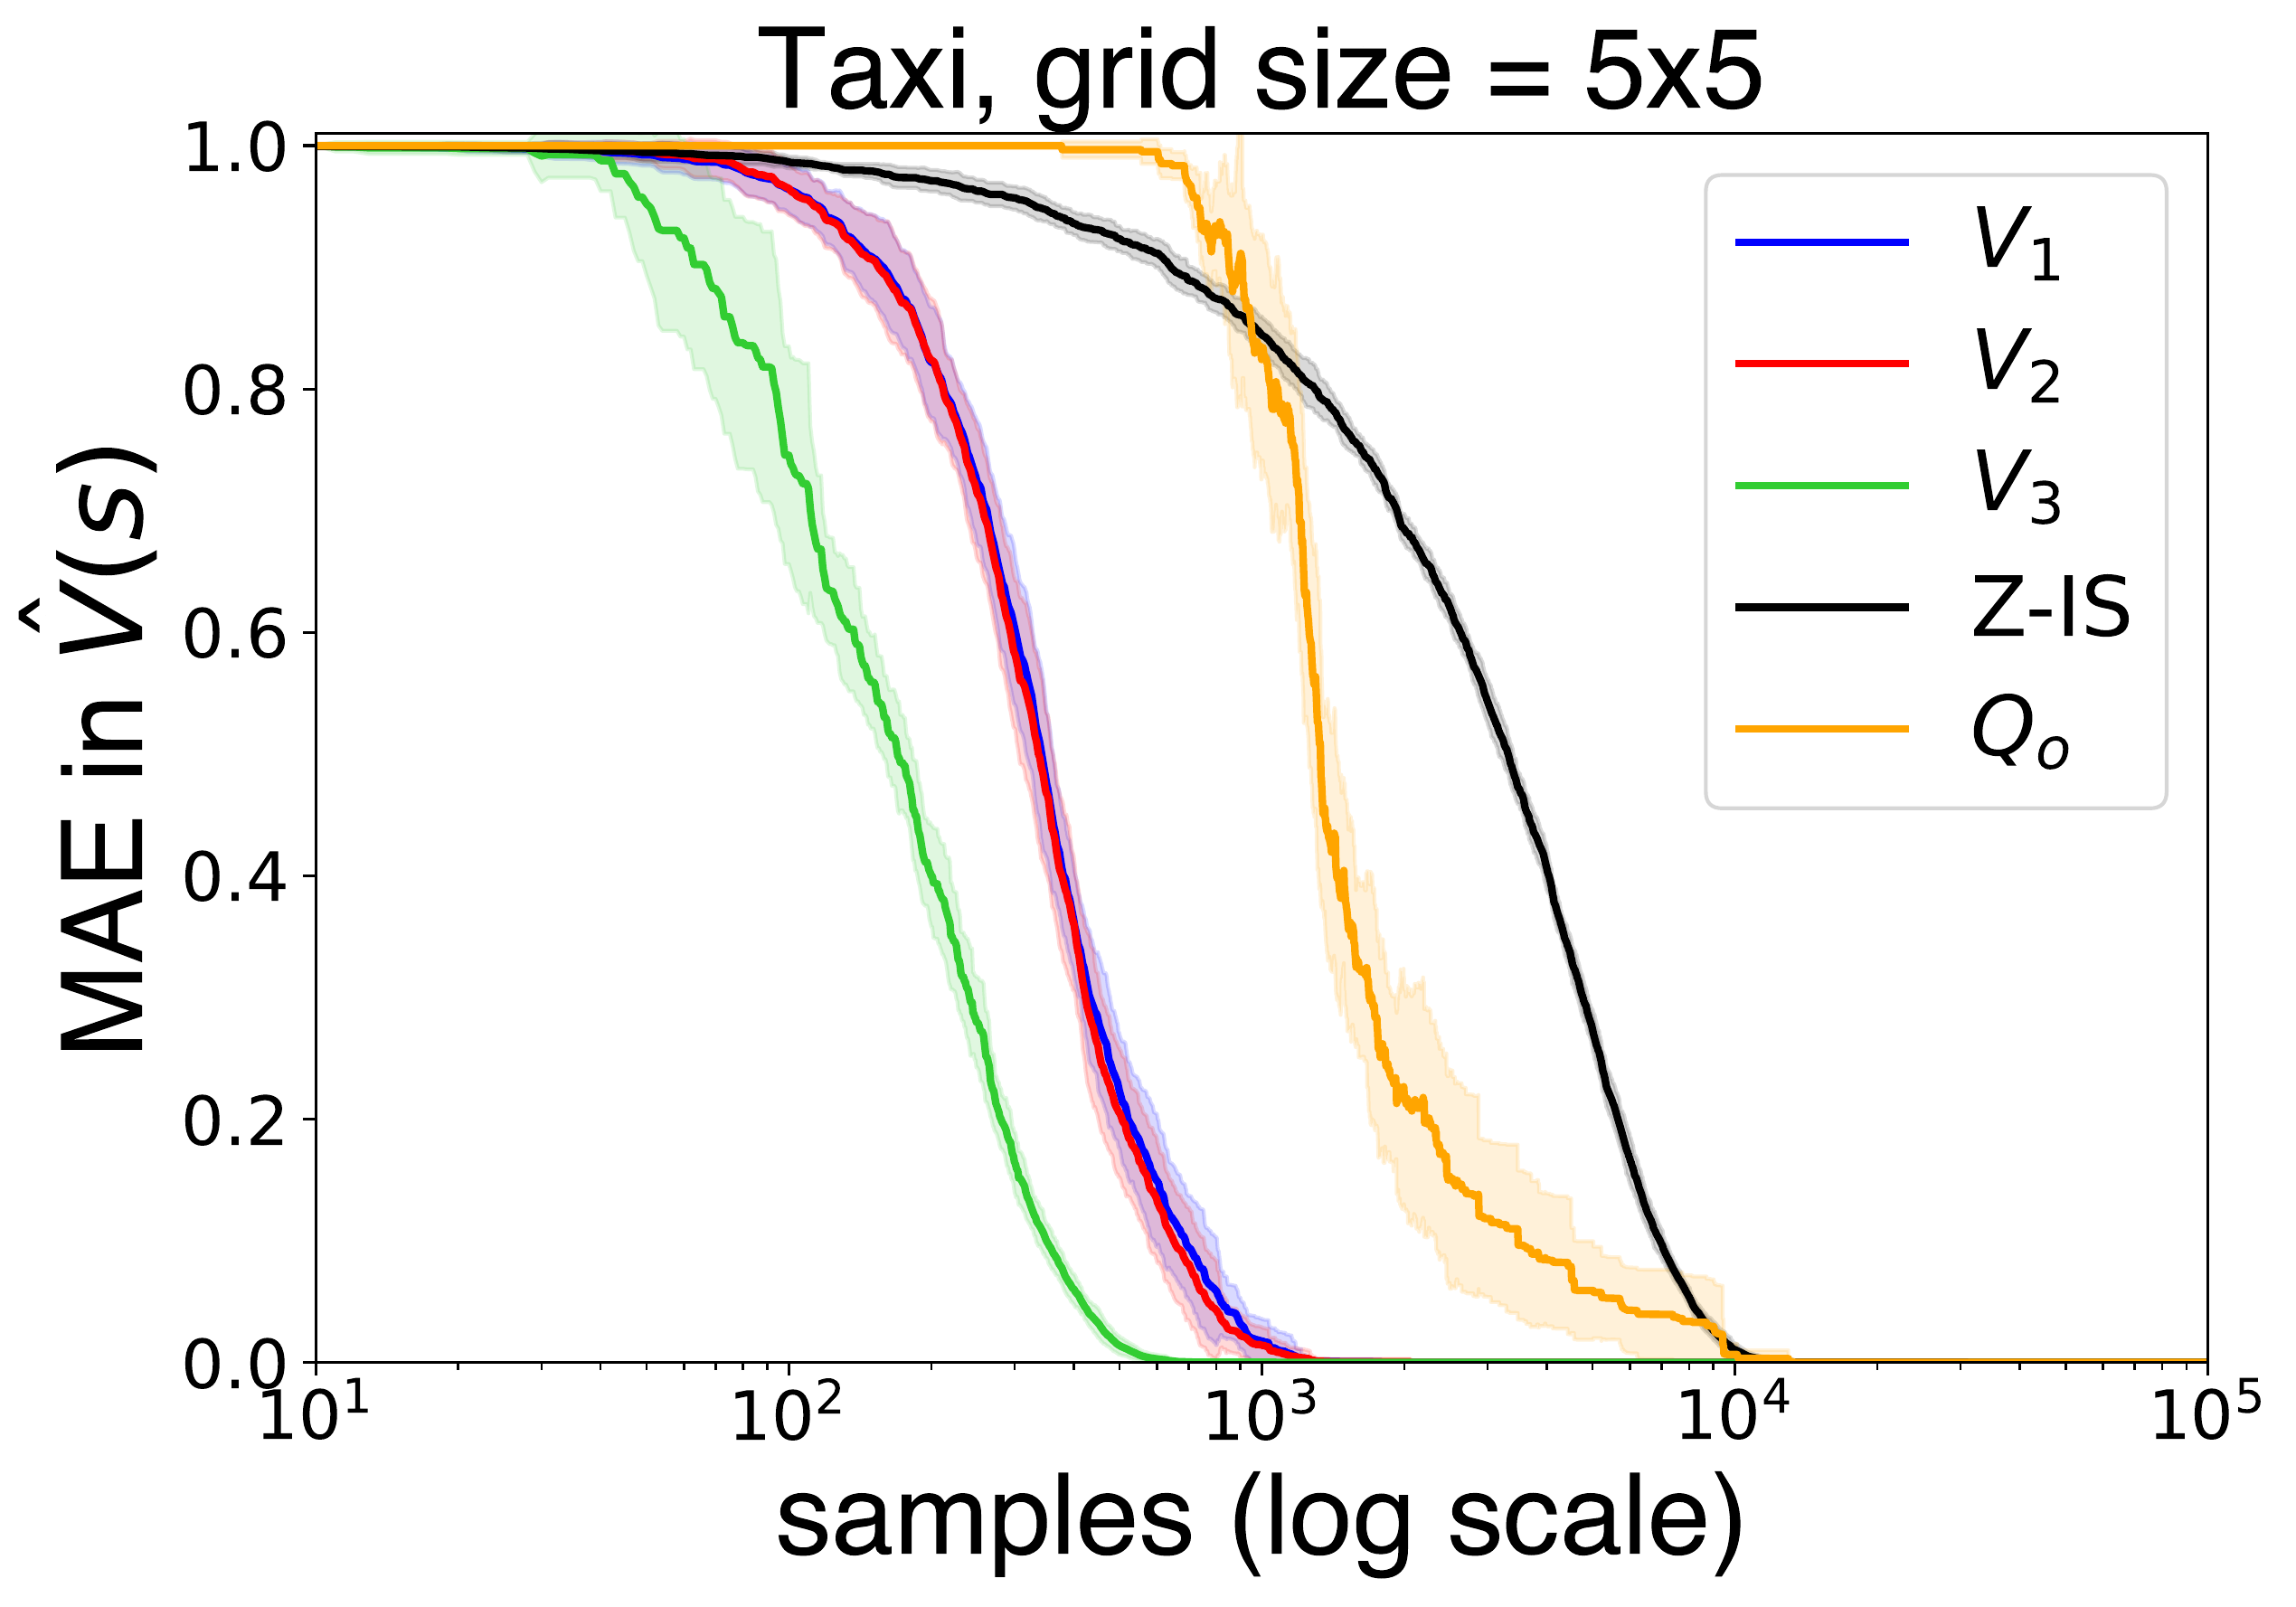 Taxi, grid size = 5x5
MAE in V̂(s)
1.0
0.8
0.6
0.4
0.2
0.0
10¹
10²
10³
10⁴
10⁵
samples (log scale)
V₁
V₂
V₃
Z-IS
Qₒ